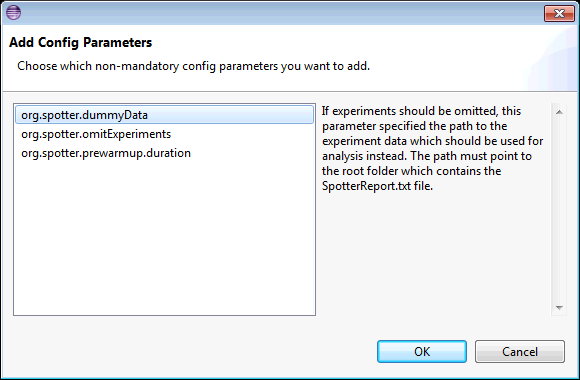 Add Config Parameters
Choose which non-mandatory config parameters you want to add.
org.spotter.dummyData
org.spotter.omitExperiments
org.spotter.prewarmup.duration
If experiments should be omitted, this
parameter specified the path to the
experiment data which should be used for
analysis instead. The path must point to
the root folder which contains the
SpotterReport.txt file.
OK
Cancel